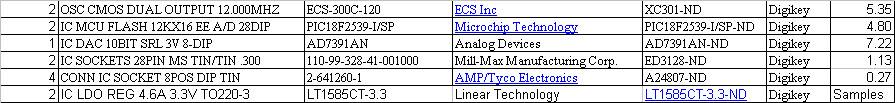 2 OSC CMOS DUAL OUTPUT 12.000MHZ ECS-300C-120 ECS Inc XC301-ND Digikey 5.35
2 IC MCU FLASH 12KX16 EE A/D 28DIP PIC18F2539-I/SP Microchip Technology PIC18F2539-I/SP-ND Digikey 4.80
1 IC DAC 10BIT SRL 3V 8-DIP AD7391AN Analog Devices AD7391AN-ND Digikey 7.22
2 IC SOCKETS 28PIN MS TIN/TIN .300 110-99-328-41-001000 Mill-Max Manufacturing Corp. ED3128-ND Digikey 1.13
4 CONN IC SOCKET 8POS DIP TIN 2-641260-1 AMP/Tyco Electronics A24807-ND Digikey 0.27
2 IC LDO REG 4.6A 3.3V TO220-3 LT1585CT-3.3 Linear Technology LT1585CT-3.3-ND Digikey Samples